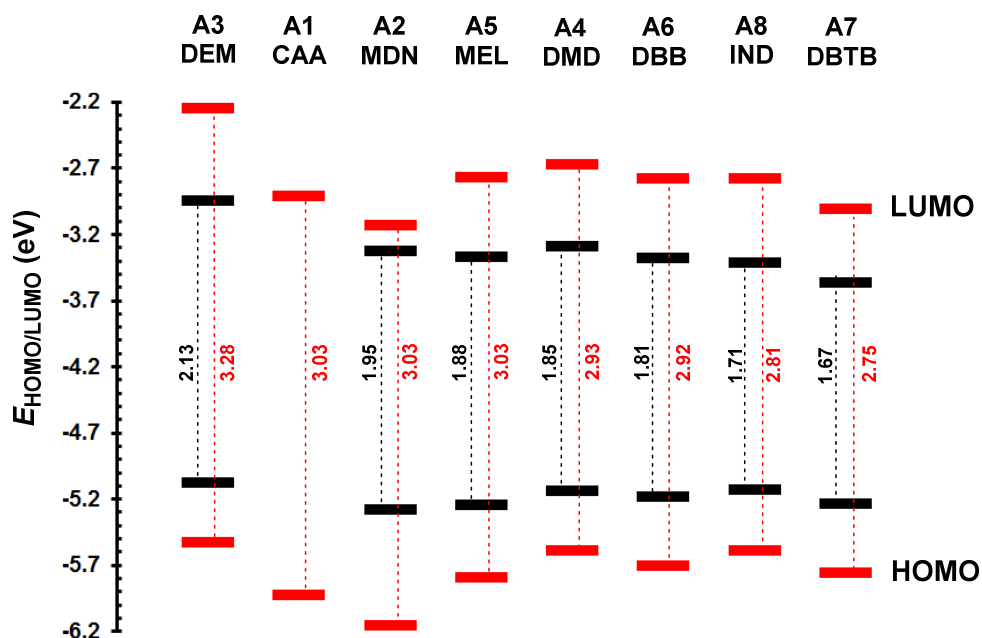 A3 A1 A2 A5 A4 A6 A8 A7
DEM CAA MDN MEL DMD DBB IND DBTB
-2.2
-2.7
-3.2
-3.7
-4.2
-4.7
-5.2
-5.7
-6.2
E_HOMO/LUMO (eV)
2.13 3.28 3.03 1.95 3.03 1.88 3.03 1.85 2.93 1.81 2.92 1.71 2.81 1.67 2.75
LUMO
HOMO